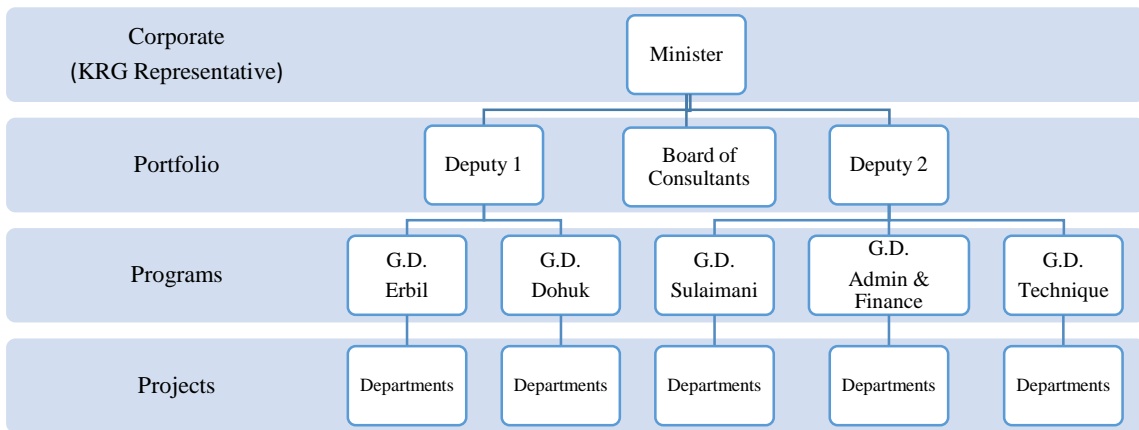 Corporate
(KRG Representative)
Minister
Portfolio
Deputy 1
Board of
Consultants
Deputy 2
Programs
G.D.
Erbil
G.D.
Dohuk
G.D.
Sulaimani
G.D.
Admin &
Finance
G.D.
Technique
Projects
Departments
Departments
Departments
Departments
Departments